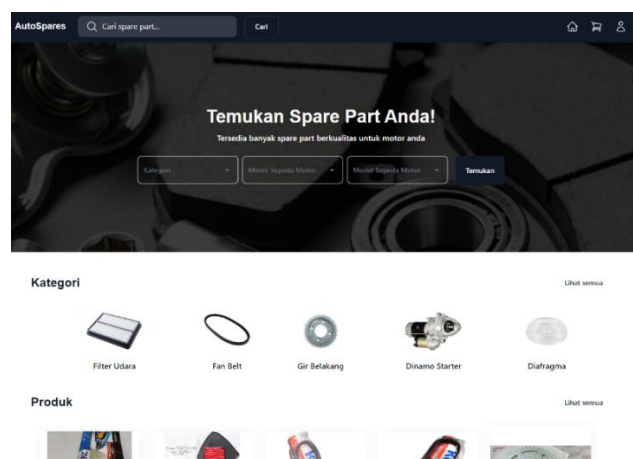 AutoSpares
Cari spare part...
Cari
Temukan Spare Part Anda!
Tersedia banyak spare part berkualitas untuk motor anda
Kategori
Merek Sepeda Motor
Model Sepeda Motor
Temukan
Kategori
Lihat semua
Filter Udara
Fan Belt
Gir Belakang
Dinamo Starter
Diafragma
Produk
Lihat semua